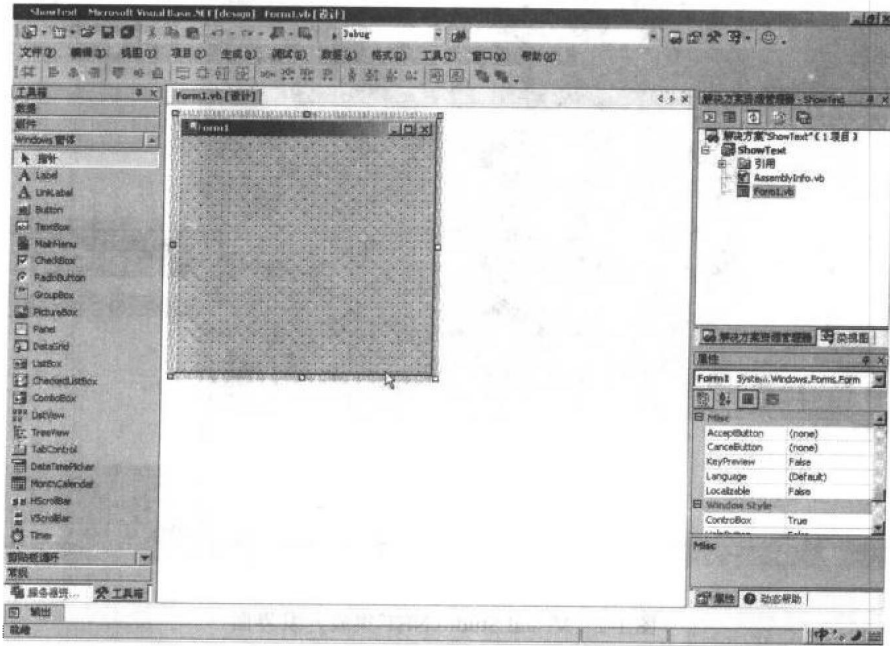 ShowText - Microsoft Visual Basic.NET [design] - Form1.vb [设计]
Debug
文件(F) 编辑(E) 视图(V) 项目(P) 生成(B) 调试(D) 数据(A) 格式(O) 工具(T) 窗口(W) 帮助(H)
工具箱
数据
组件
Windows 窗体
指针
Label
LinkLabel
Button
TextBox
MainMenu
CheckBox
RadioButton
GroupBox
PictureBox
Panel
DataGrid
ListBox
CheckedListBox
ComboBox
ListView
TreeView
TabControl
DateTimePicker
MonthCalendar
HScrollBar
VScrollBar
Timer
剪贴板循环
常规
服务器资... 工具箱
输出
就绪
Form1.vb [设计]
Form1
解决方案资源管理器 - ShowText
解决方案"ShowText" (1 项目)
ShowText
引用
AssemblyInfo.vb
Form1.vb
解决方案资源管理器 类视图
属性
Form1 System.Windows.Forms.Form
Misc
AcceptButton (none)
CancelButton (none)
KeyPreview False
Language (Default)
Localizable False
Window Style
ControlBox True
Misc
属性 动态帮助
中